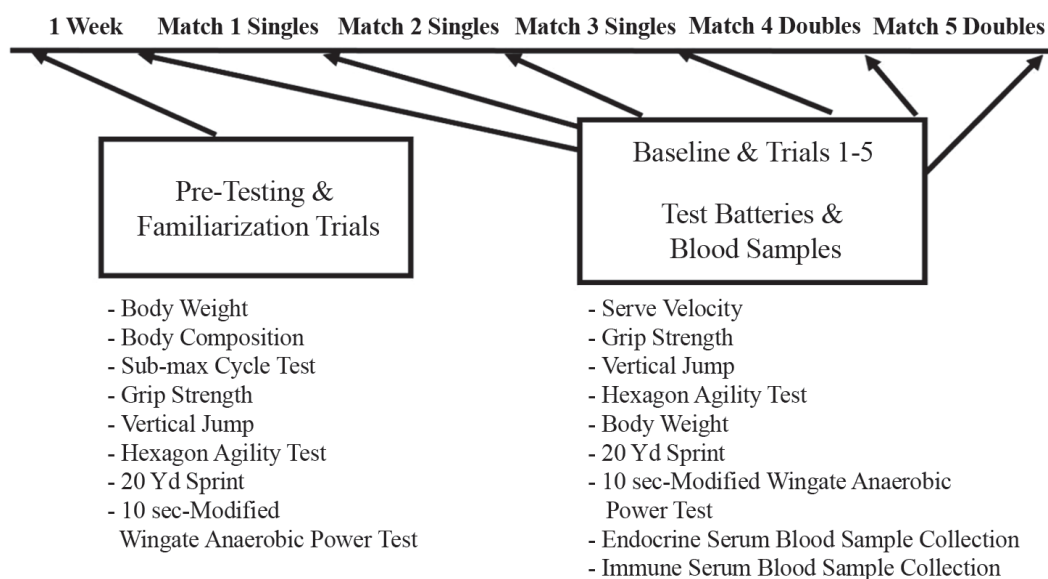 1 Week Match 1 Singles Match 2 Singles Match 3 Singles Match 4 Doubles Match 5 Doubles
Pre-Testing &
Familiarization Trials
- Body Weight
- Body Composition
- Sub-max Cycle Test
- Grip Strength
- Vertical Jump
- Hexagon Agility Test
- 20 Yd Sprint
- 10 sec-Modified
Wingate Anaerobic Power Test
Baseline & Trials 1-5
Test Batteries &
Blood Samples
- Serve Velocity
- Grip Strength
- Vertical Jump
- Hexagon Agility Test
- Body Weight
- 20 Yd Sprint
- 10 sec-Modified Wingate Anaerobic
Power Test
- Endocrine Serum Blood Sample Collection
- Immune Serum Blood Sample Collection